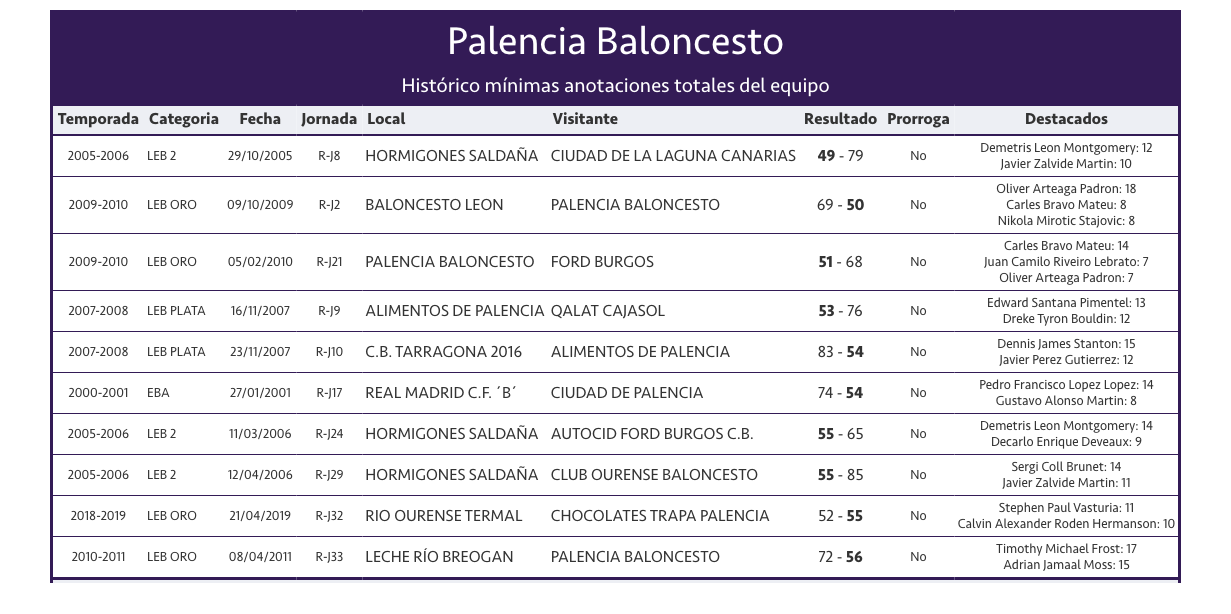 Palencia Baloncesto
Histórico mínimas anotaciones totales del equipo
Temporada Categoria Fecha Jornada Local Visitante Resultado Prorroga Destacados
2005-2006 LEB 2 29/10/2005 R-J8 HORMIGONES SALDAÑA CIUDAD DE LA LAGUNA CANARIAS 49 - 79 No Demetris Leon Montgomery: 12
Javier Zalvide Martin: 10
2009-2010 LEB ORO 09/10/2009 R-J2 BALONCESTO LEON PALENCIA BALONCESTO 69 - 50 No Oliver Arteaga Padron: 18
Carles Bravo Mateu: 8
Nikola Mirotic Stajovic: 8
2009-2010 LEB ORO 05/02/2010 R-J21 PALENCIA BALONCESTO FORD BURGOS 51 - 68 No Carles Bravo Mateu: 14
Juan Camilo Riveiro Lebrato: 7
Oliver Arteaga Padron: 7
2007-2008 LEB PLATA 16/11/2007 R-J9 ALIMENTOS DE PALENCIA QALAT CAJASOL 53 - 76 No Edward Santana Pimentel: 13
Dreke Tyron Bouldin: 12
2007-2008 LEB PLATA 23/11/2007 R-J10 C.B. TARRAGONA 2016 ALIMENTOS DE PALENCIA 83 - 54 No Dennis James Stanton: 15
Javier Perez Gutierrez: 12
2000-2001 EBA 27/01/2001 R-J17 REAL MADRID C.F. ´B´ CIUDAD DE PALENCIA 74 - 54 No Pedro Francisco Lopez Lopez: 14
Gustavo Alonso Martin: 8
2005-2006 LEB 2 11/03/2006 R-J24 HORMIGONES SALDAÑA AUTOCID FORD BURGOS C.B. 55 - 65 No Demetris Leon Montgomery: 14
Decarlo Enrique Deveaux: 9
2005-2006 LEB 2 12/04/2006 R-J29 HORMIGONES SALDAÑA CLUB OURENSE BALONCESTO 55 - 85 No Sergi Coll Brunet: 14
Javier Zalvide Martin: 11
2018-2019 LEB ORO 21/04/2019 R-J32 RIO OURENSE TERMAL CHOCOLATES TRAPA PALENCIA 52 - 55 No Stephen Paul Vasturia: 11
Calvin Alexander Roden Hermanson: 10
2010-2011 LEB ORO 08/04/2011 R-J33 LECHE RÍO BREOGAN PALENCIA BALONCESTO 72 - 56 No Timothy Michael Frost: 17
Adrian Jamaal Moss: 15